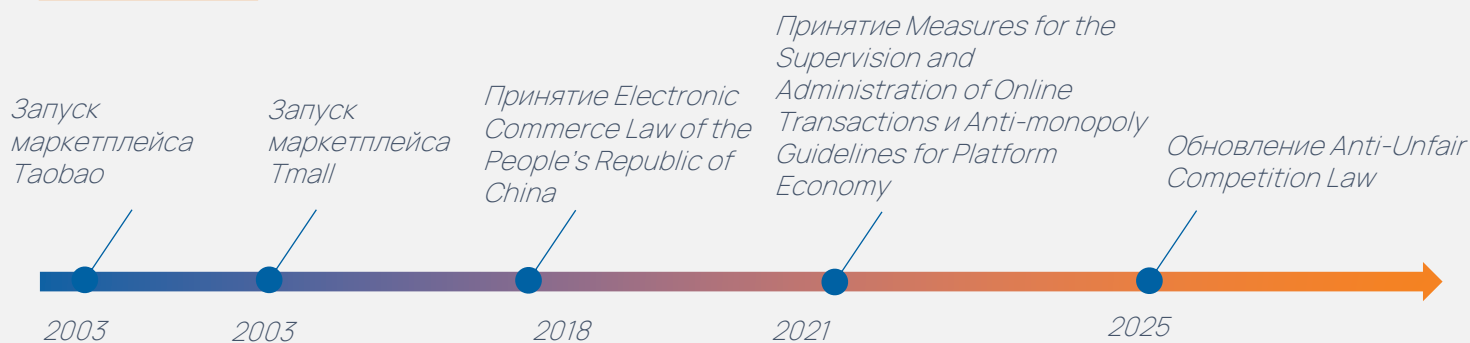 Запуск
маркетплейса
Taobao
Запуск
маркетплейса
Tmall
Принятие Electronic
Commerce Law of the
People's Republic of
China
Принятие Measures for the
Supervision and
Administration of Online
Transactions и Anti-monopoly
Guidelines for Platform
Economy
Обновление Anti-Unfair
Competition Law
2003
2003
2018
2021
2025